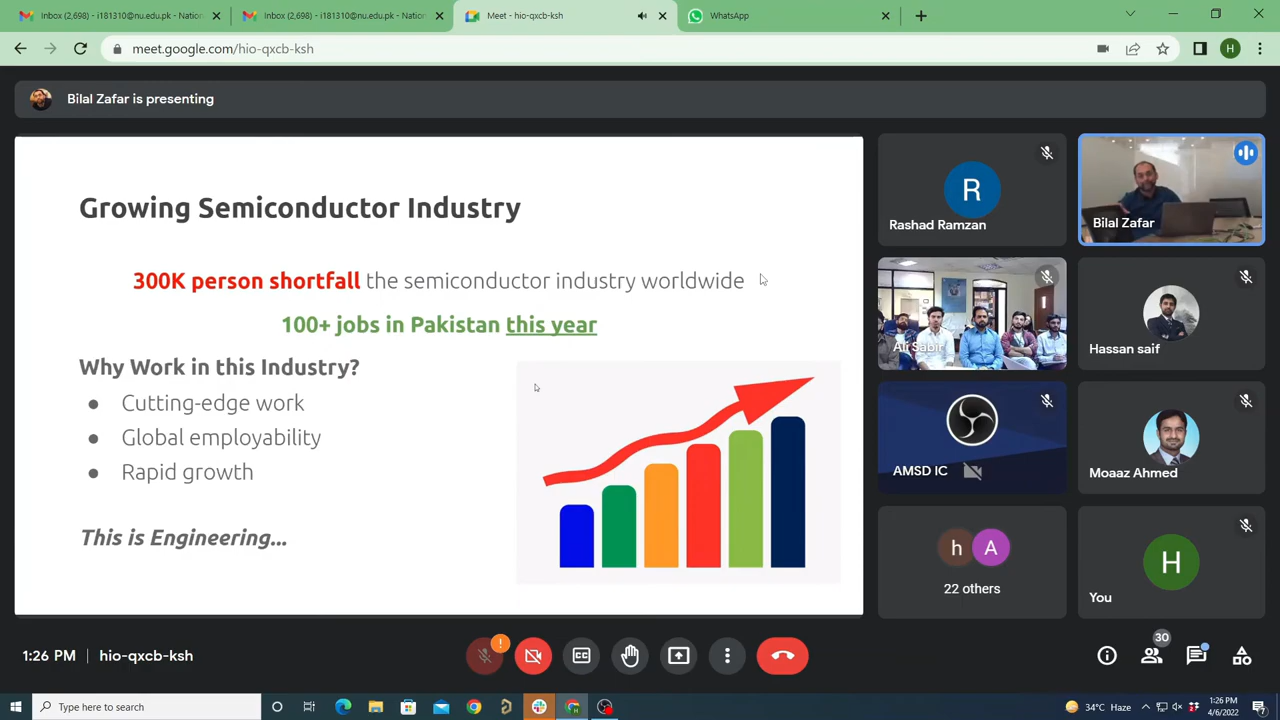 Inbox (2,698) - i181310@nu.edu.pk - Nation
Inbox (2,698) - i181310@nu.edu.pk - Nation
Meet - hio-qxcb-ksh
WhatsApp
meet.google.com/hio-qxcb-ksh
H
Bilal Zafar is presenting
Growing Semiconductor Industry
300K person shortfall the semiconductor industry worldwide
100+ jobs in Pakistan this year
Why Work in this Industry?
● Cutting-edge work
● Global employability
● Rapid growth
This is Engineering...
R
Rashad Ramzan
Bilal Zafar
Ali Sabir
Hassan saif
AMSD IC
Moaaz Ahmed
h A
22 others
H
You
1:26 PM | hio-qxcb-ksh
!
CC
30
Type here to search
34°C Haze
1:26 PM
4/6/2022